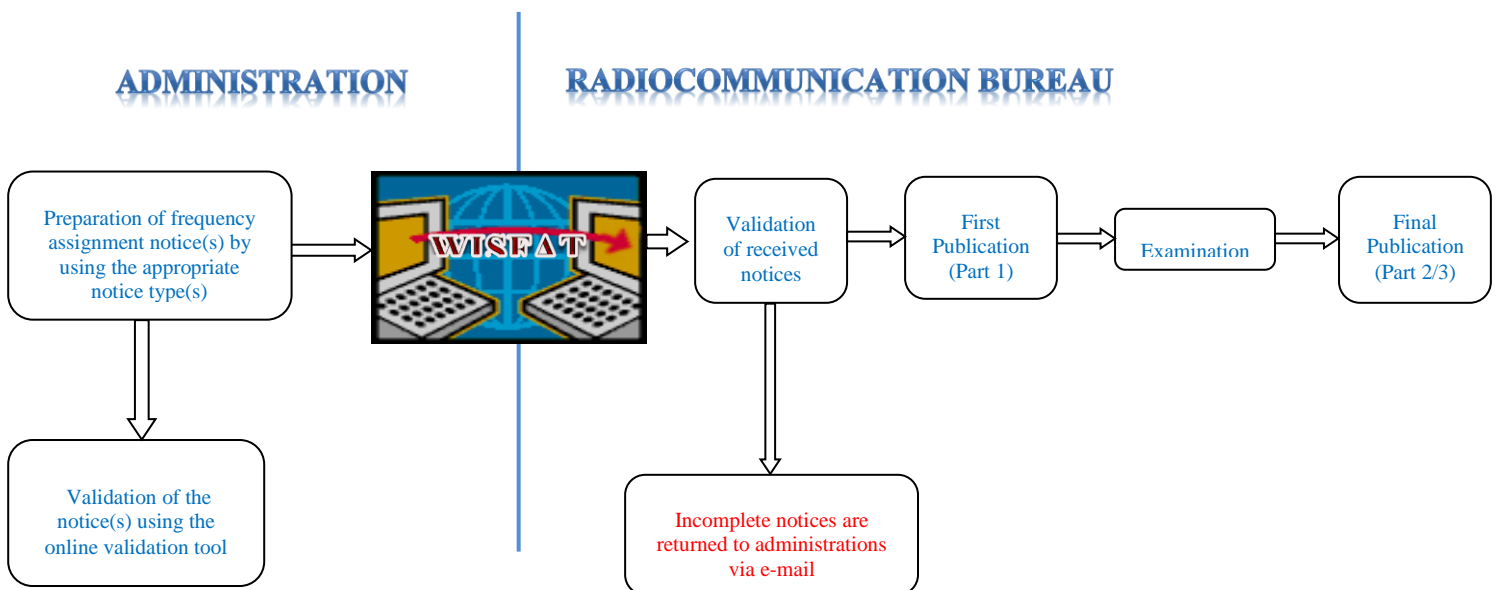 ADMINISTRATION
RADIOCOMMUNICATION BUREAU
Preparation of frequency
assignment notice(s) by
using the appropriate
notice type(s)
WISFAT
Validation
of received
notices
First
Publication
(Part 1)
Examination
Final
Publication
(Part 2/3)
Validation of the
notice(s) using the
online validation tool
Incomplete notices are
returned to administrations
via e-mail